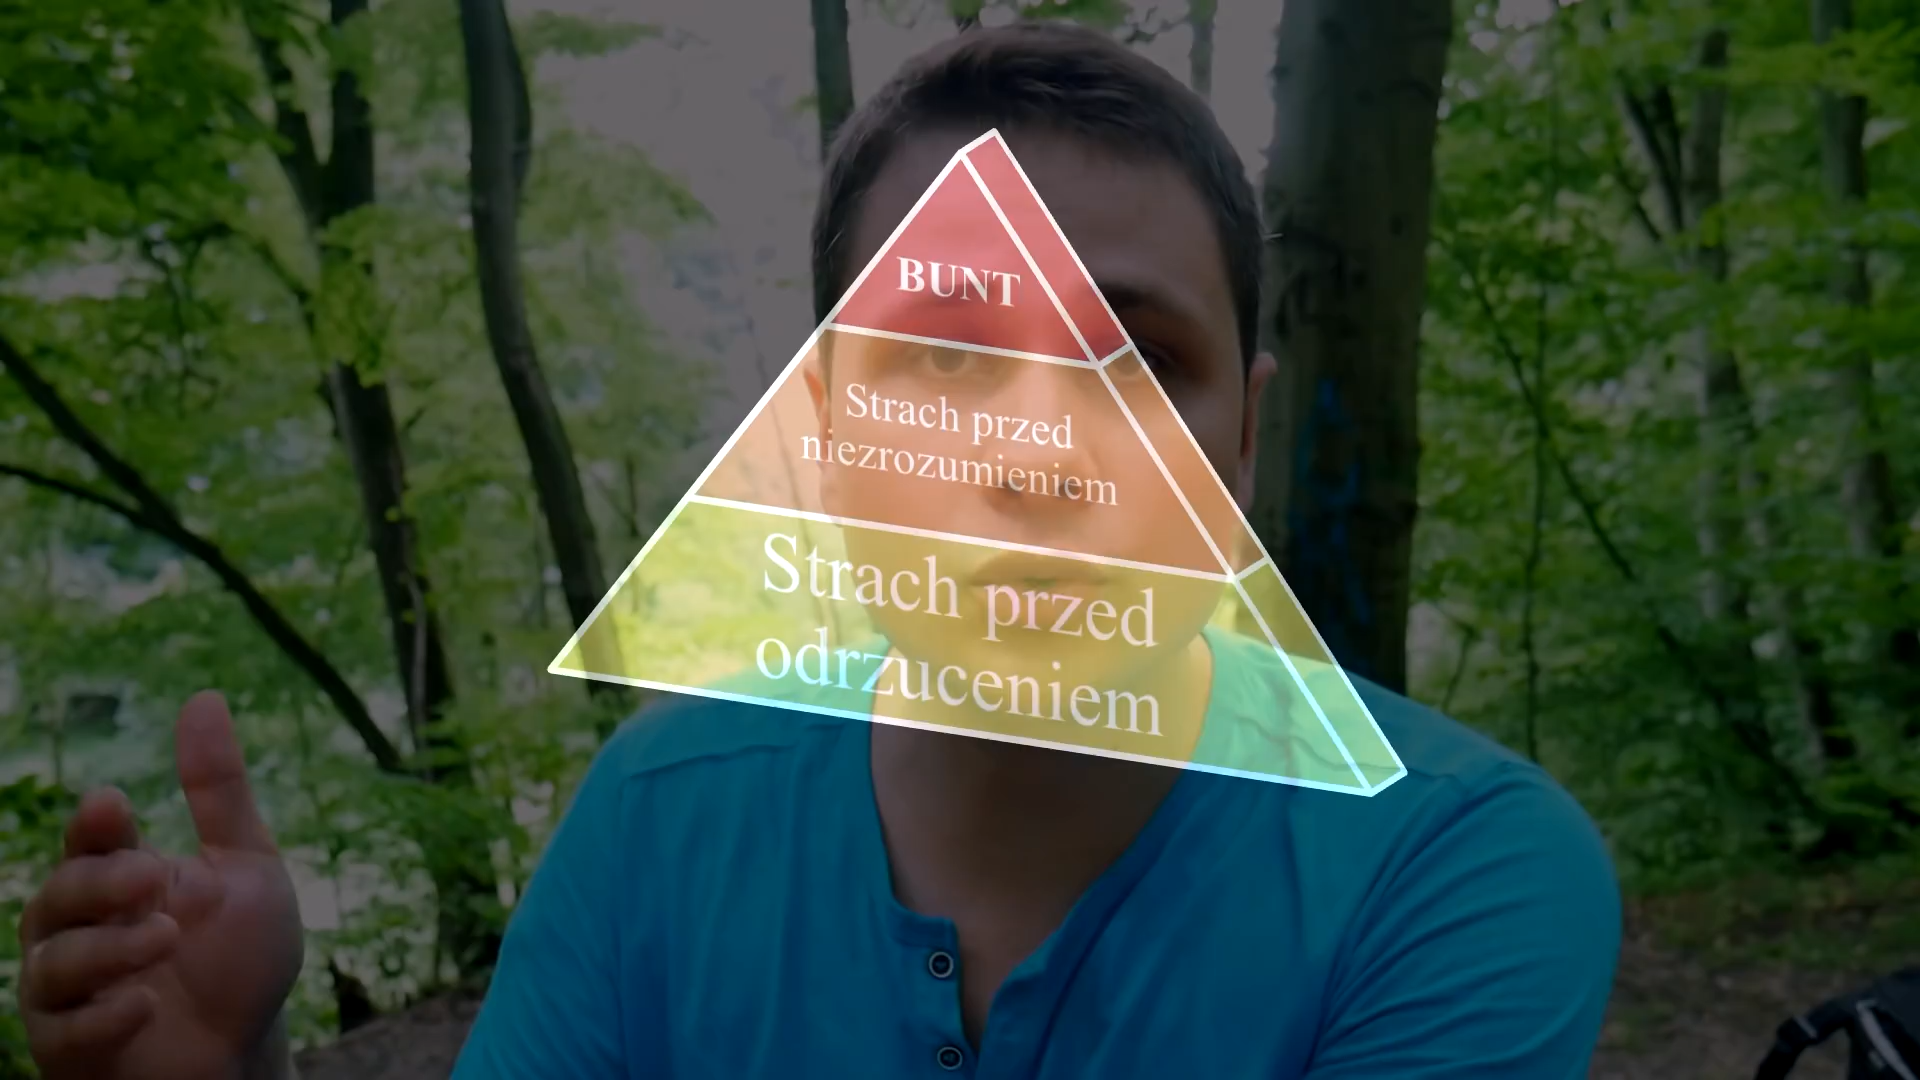 BUNT
Strach przed
niezrozumieniem
Strach przed
odrzuceniem